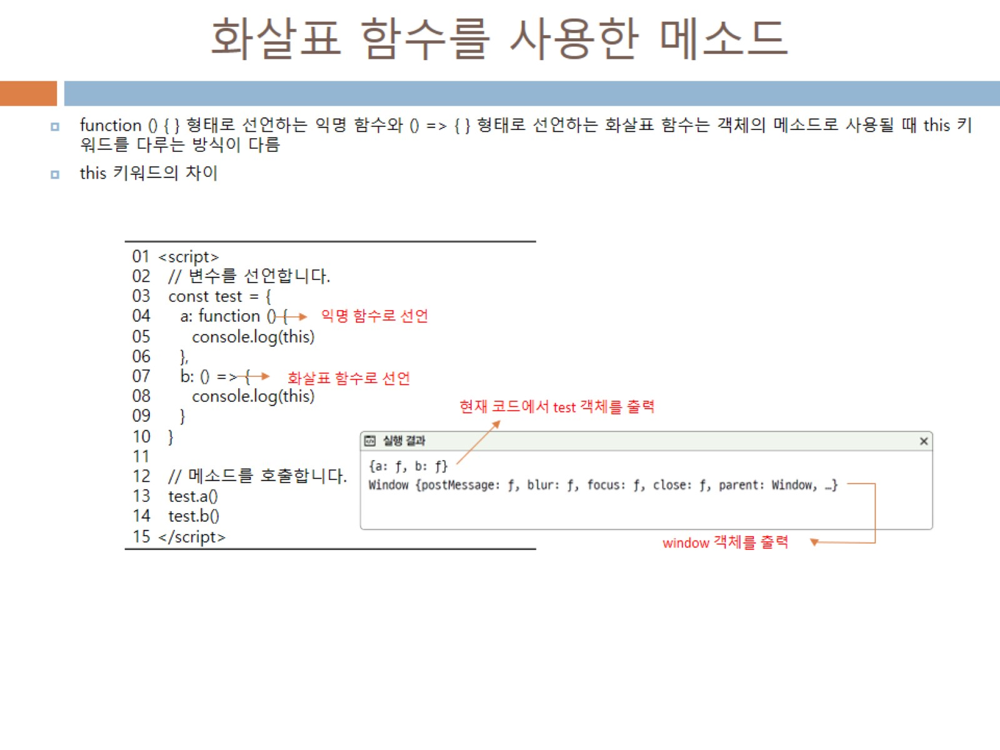 화살표 함수를 사용한 메소드
function () { } 형태로 선언하는 익명 함수와 () => { } 형태로 선언하는 화살표 함수는 객체의 메소드로 사용될 때 this 키
워드를 다루는 방식이 다름
this 키워드의 차이
01 <script>
02 // 변수를 선언합니다.
03 const test = {
04 a: function () { 익명 함수로 선언
05 console.log(this)
06 },
07 b: () => { 화살표 함수로 선언
08 console.log(this)
09 }
10 }
11
12 // 메소드를 호출합니다.
13 test.a()
14 test.b()
15 </script>
현재 코드에서 test 객체를 출력
실행 결과
{a: ƒ, b: ƒ}
Window {postMessage: ƒ, blur: ƒ, focus: ƒ, close: ƒ, parent: Window, …}
window 객체를 출력